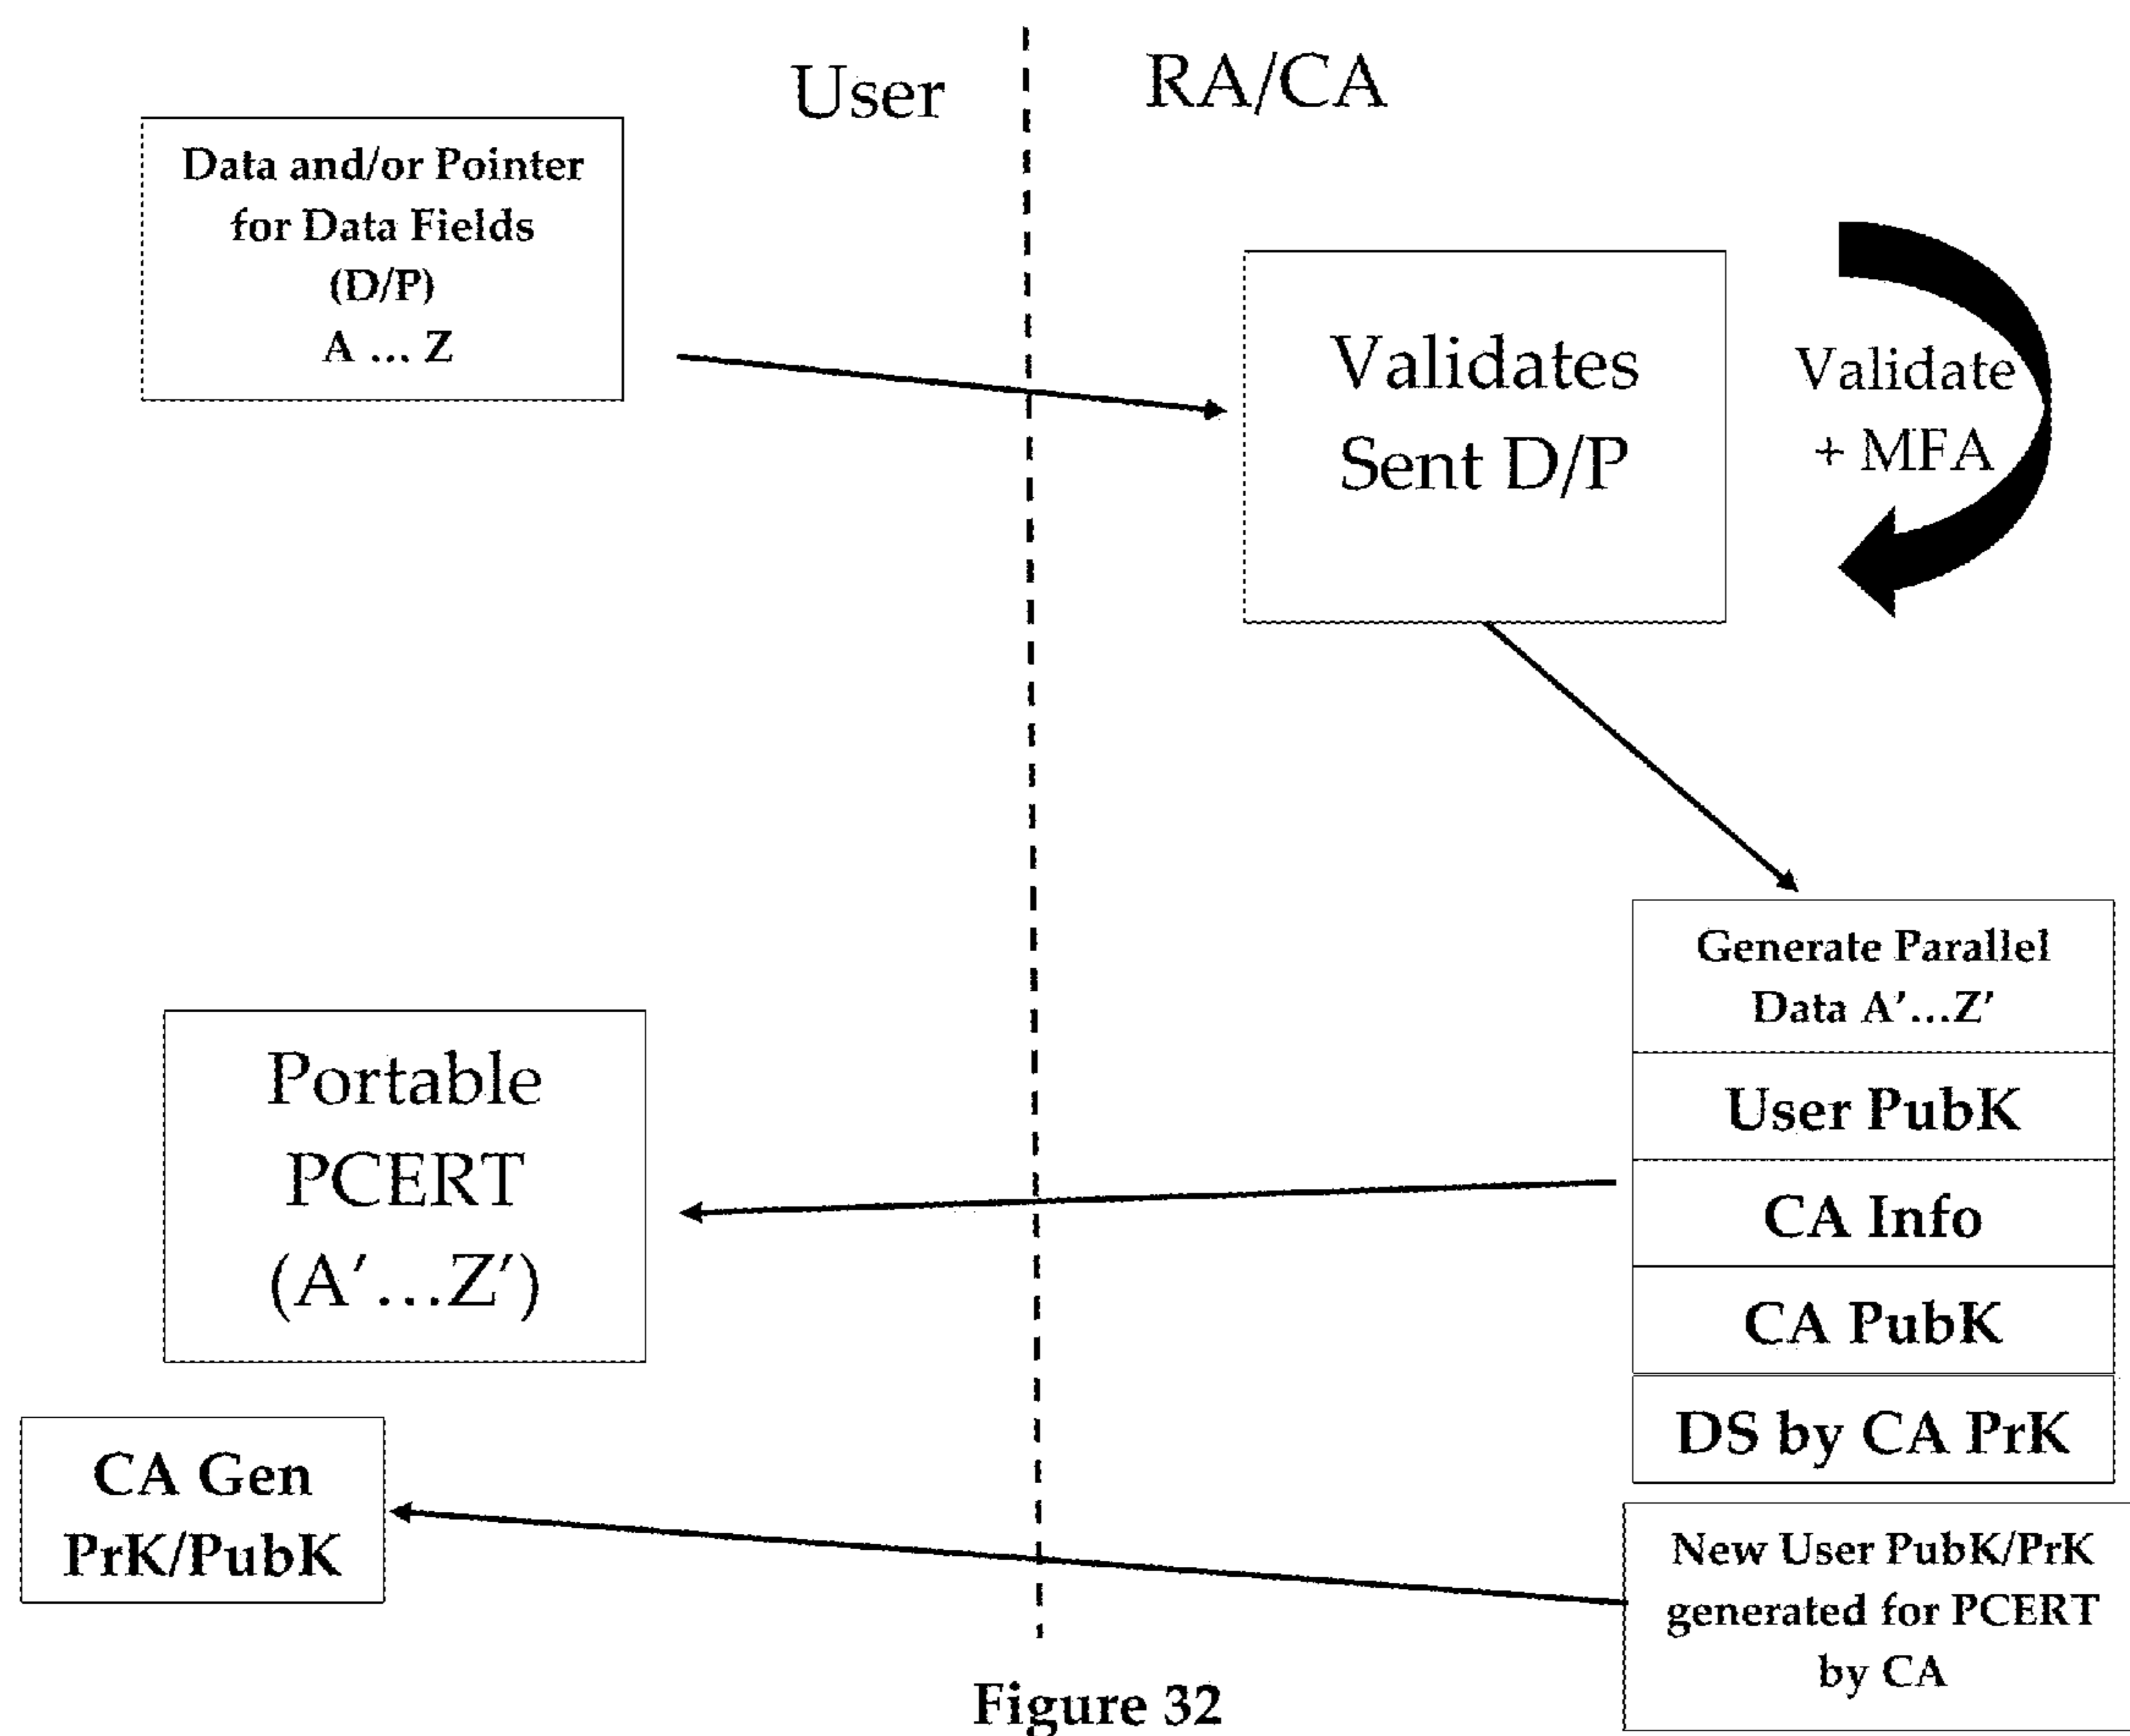 User
RA/CA
Data and/or Pointer
for Data Fields
(D/P)
A ... Z
Validates
Sent D/P
Validate
+ MFA
Generate Parallel
Data A'...Z'
User PubK
CA Info
CA PubK
DS by CA PrK
Portable
PCERT
(A'...Z')
CA Gen
PrK/PubK
New User PubK/PrK
generated for PCERT
by CA
Figure 32